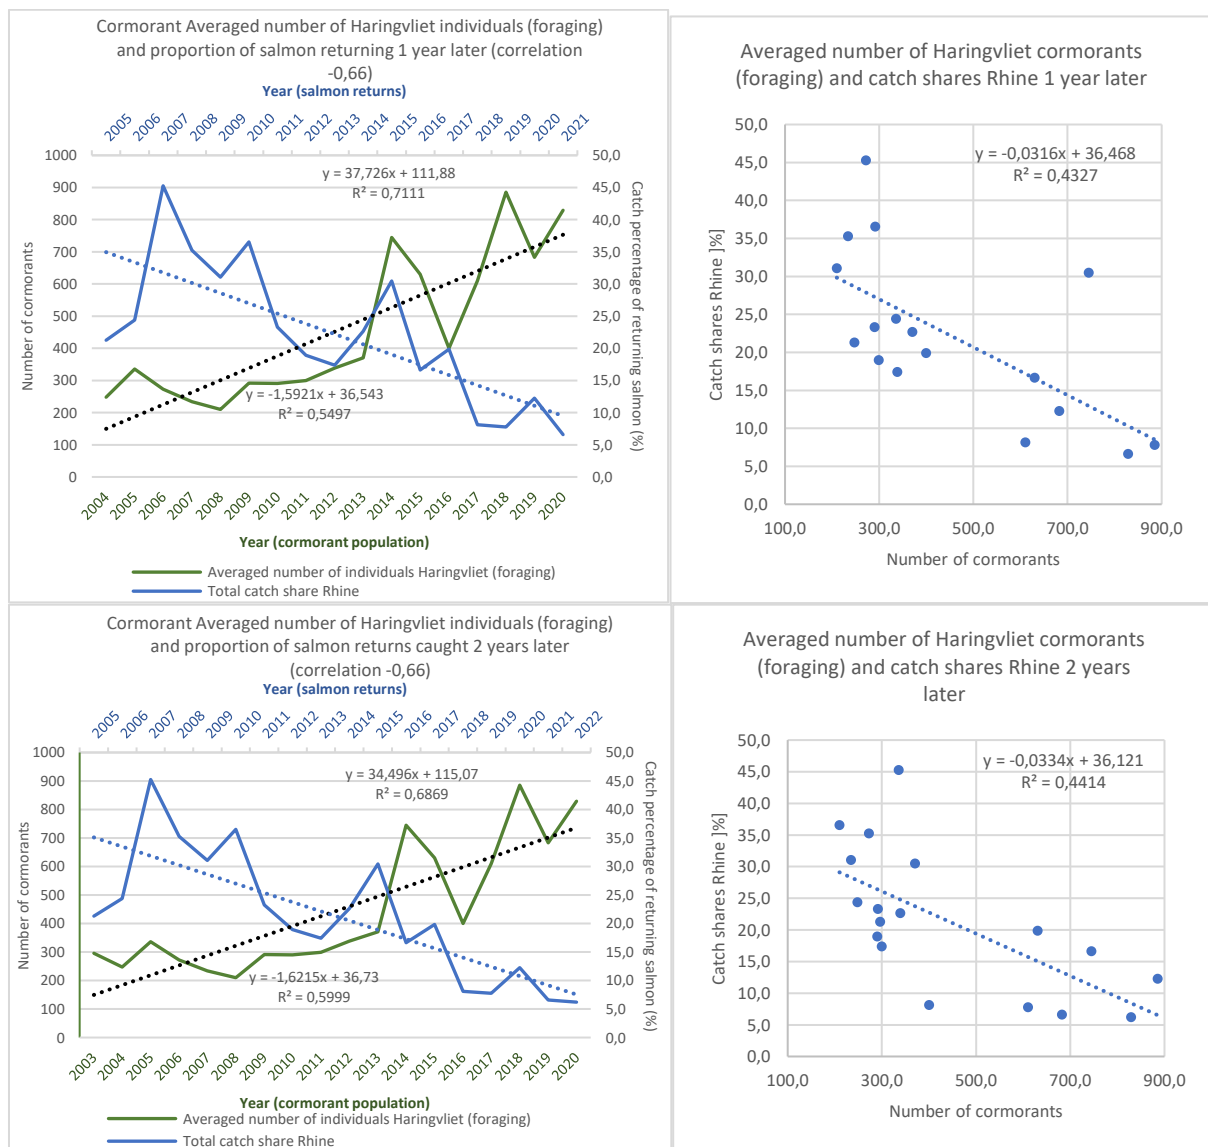 Cormorant Averaged number of Haringvliet individuals (foraging)
and proportion of salmon returning 1 year later (correlation
-0,66)
Year (salmon returns)
2005 2006 2007 2008 2009 2010 2011 2012 2013 2014 2015 2016 2017 2018 2019 2020 2021
1000 50,0
900 45,0
800 40,0
700 35,0
600 30,0
500 25,0
400 20,0
300 15,0
200 10,0
100 5,0
0 0,0
Number of cormorants
Catch percentage of returning salmon (%)
y = 37,726x + 111,88
R² = 0,7111
y = -1,5921x + 36,543
R² = 0,5497
2004 2005 2006 2007 2008 2009 2010 2011 2012 2013 2014 2015 2016 2017 2018 2019 2020
Year (cormorant population)
Averaged number of individuals Haringvliet (foraging)
Total catch share Rhine
Averaged number of Haringvliet cormorants
(foraging) and catch shares Rhine 1 year later
50,0
45,0
40,0
35,0
30,0
25,0
20,0
15,0
10,0
5,0
0,0
Catch shares Rhine ]%]
y = -0,0316x + 36,468
R² = 0,4327
100,0 300,0 500,0 700,0 900,0
Number of cormorants
Cormorant Averaged number of Haringvliet individuals (foraging)
and proportion of salmon returns caught 2 years later
(correlation -0,66)
Year (salmon returns)
2005 2006 2007 2008 2009 2010 2011 2012 2013 2014 2015 2016 2017 2018 2019 2020 2021 2022
1000 50,0
900 45,0
800 40,0
700 35,0
600 30,0
500 25,0
400 20,0
300 15,0
200 10,0
100 5,0
0 0,0
Number of cormorants
Catch percentage of returning salmon (%)
y = 34,496x + 115,07
R² = 0,6869
y = -1,6215x + 36,73
R² = 0,5999
2003 2004 2005 2006 2007 2008 2009 2010 2011 2012 2013 2014 2015 2016 2017 2018 2019 2020
Year (cormorant population)
Averaged number of individuals Haringvliet (foraging)
Total catch share Rhine
Averaged number of Haringvliet cormorants
(foraging) and catch shares Rhine 2 years
later
50,0
45,0
40,0
35,0
30,0
25,0
20,0
15,0
10,0
5,0
0,0
Catch shares Rhine ]%]
y = -0,0334x + 36,121
R² = 0,4414
100,0 300,0 500,0 700,0 900,0
Number of cormorants